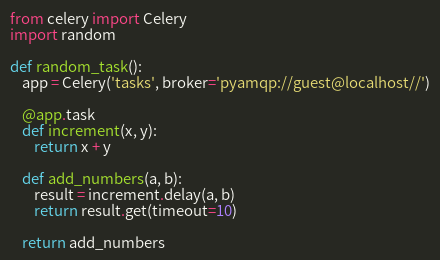 from celery import Celery
import random

def random_task():
    app = Celery('tasks', broker='pyamqp://guest@localhost//')

    @app.task
    def increment(x, y):
        return x + y

    def add_numbers(a, b):
        result = increment.delay(a, b)
        return result.get(timeout=10)

    return add_numbers